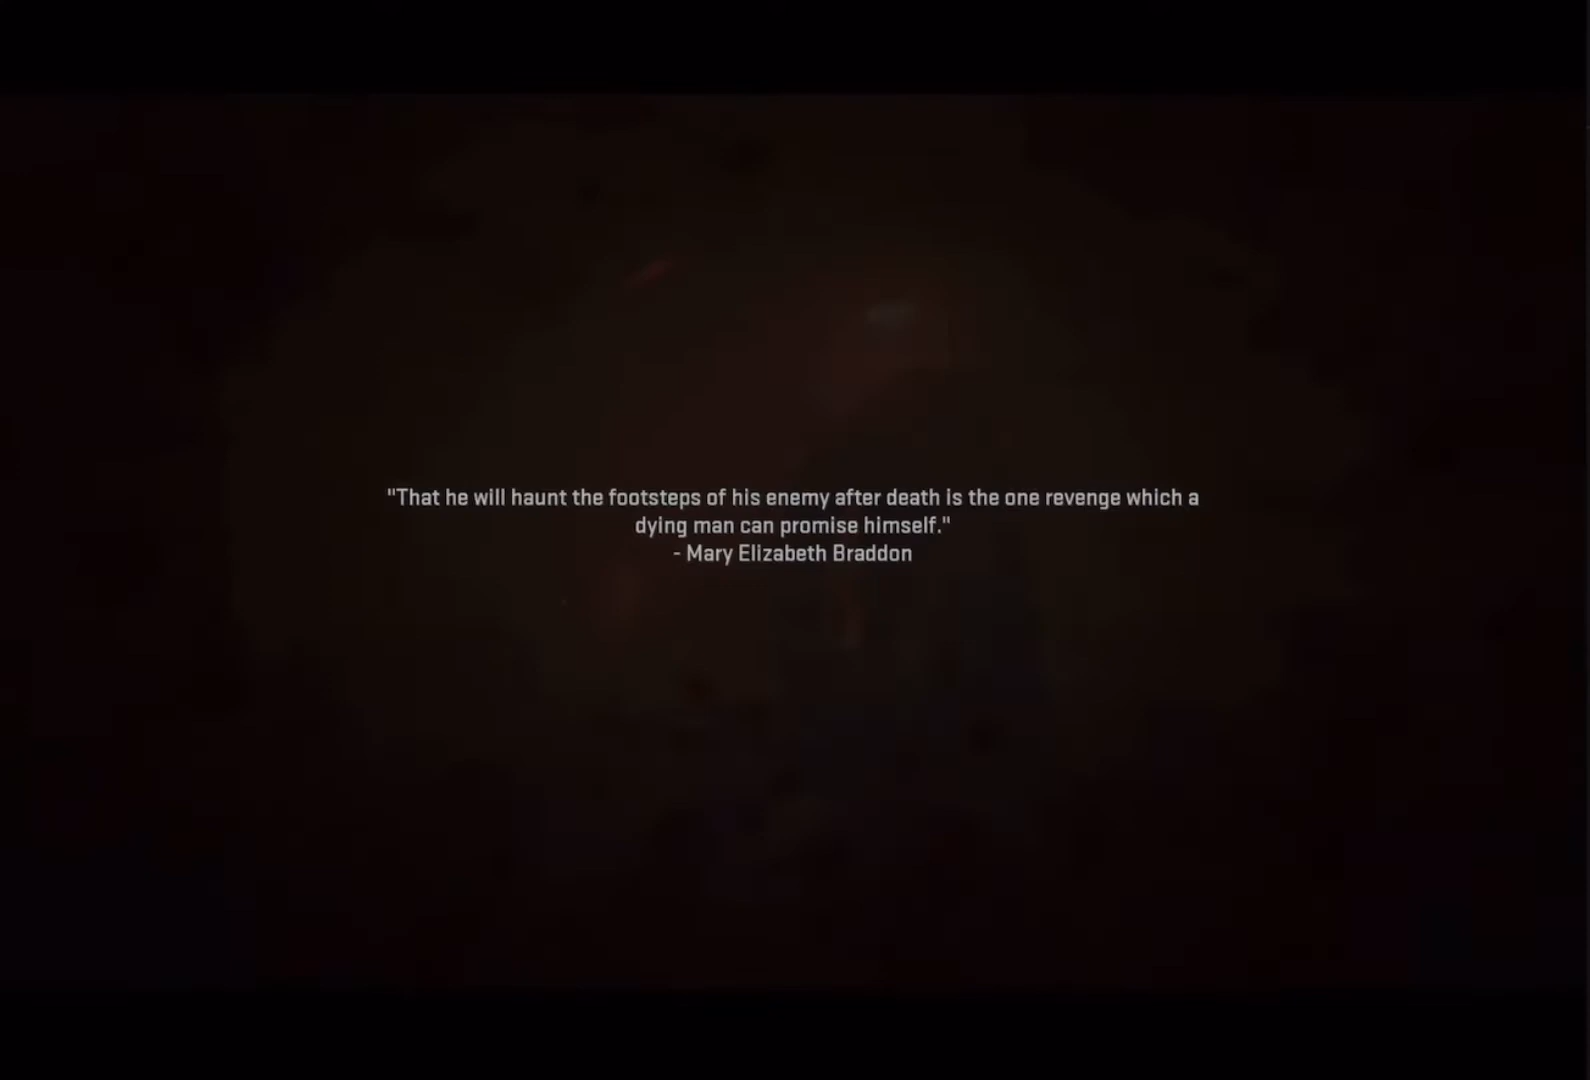 "That he will haunt the footsteps of his enemy after death is the one revenge which a
dying man can promise himself."
- Mary Elizabeth Braddon